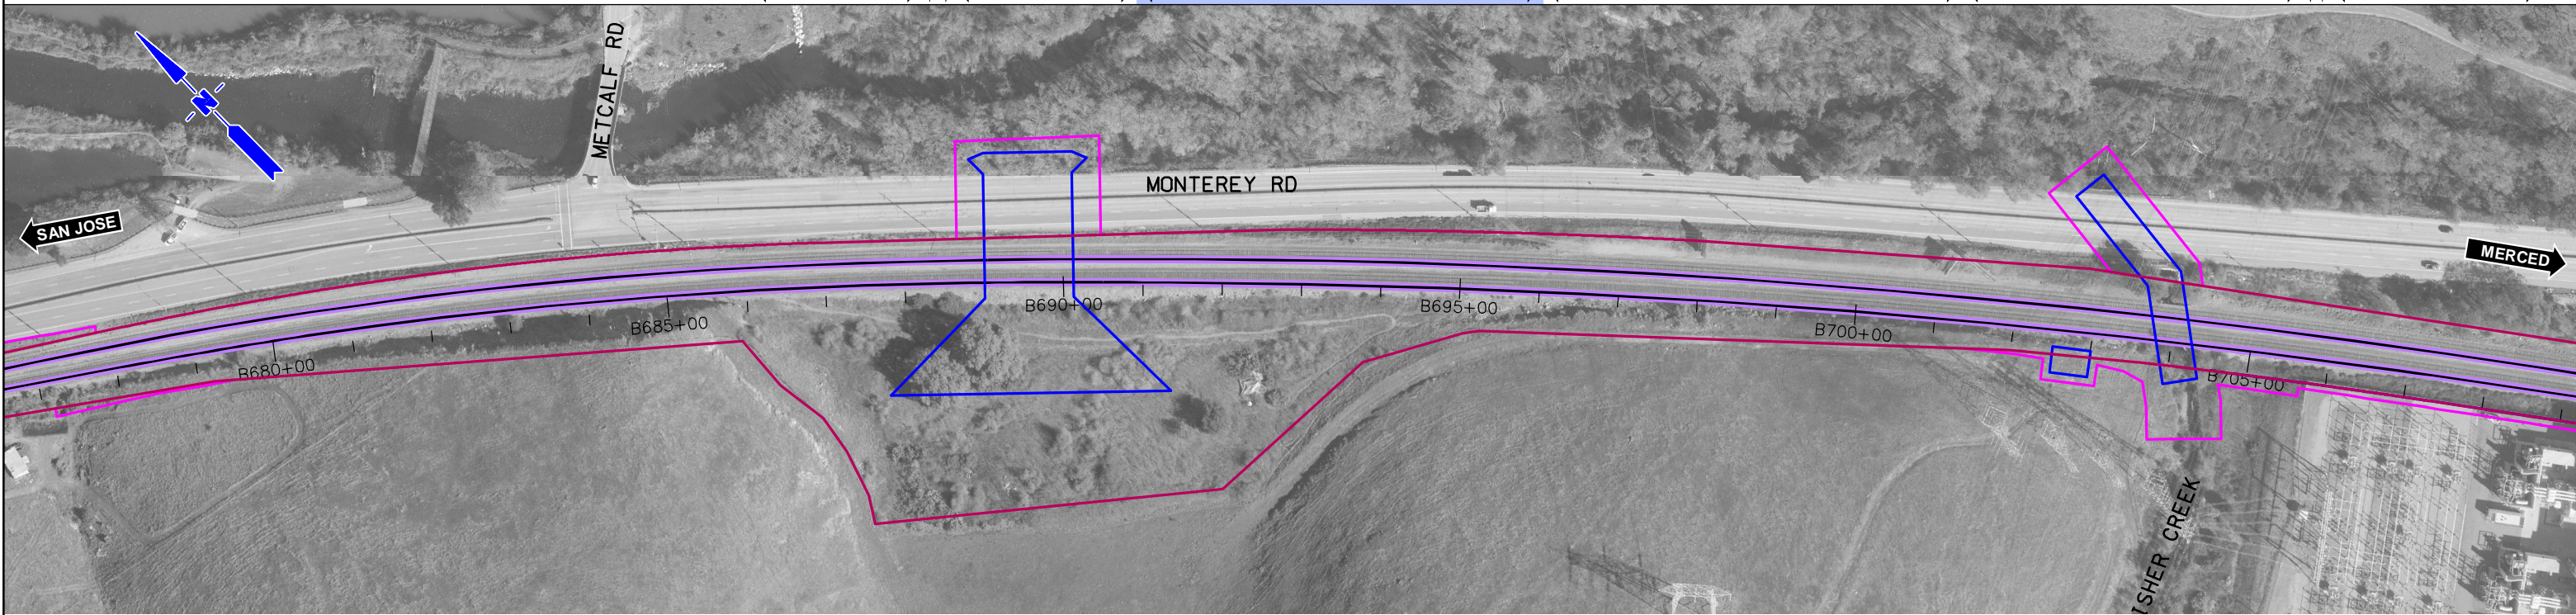 METCALF RD
N
MONTEREY RD
SAN JOSE
MERCED
B680+00
B685+00
B690+00
B695+00
B700+00
B705+00
ISHER CREEK